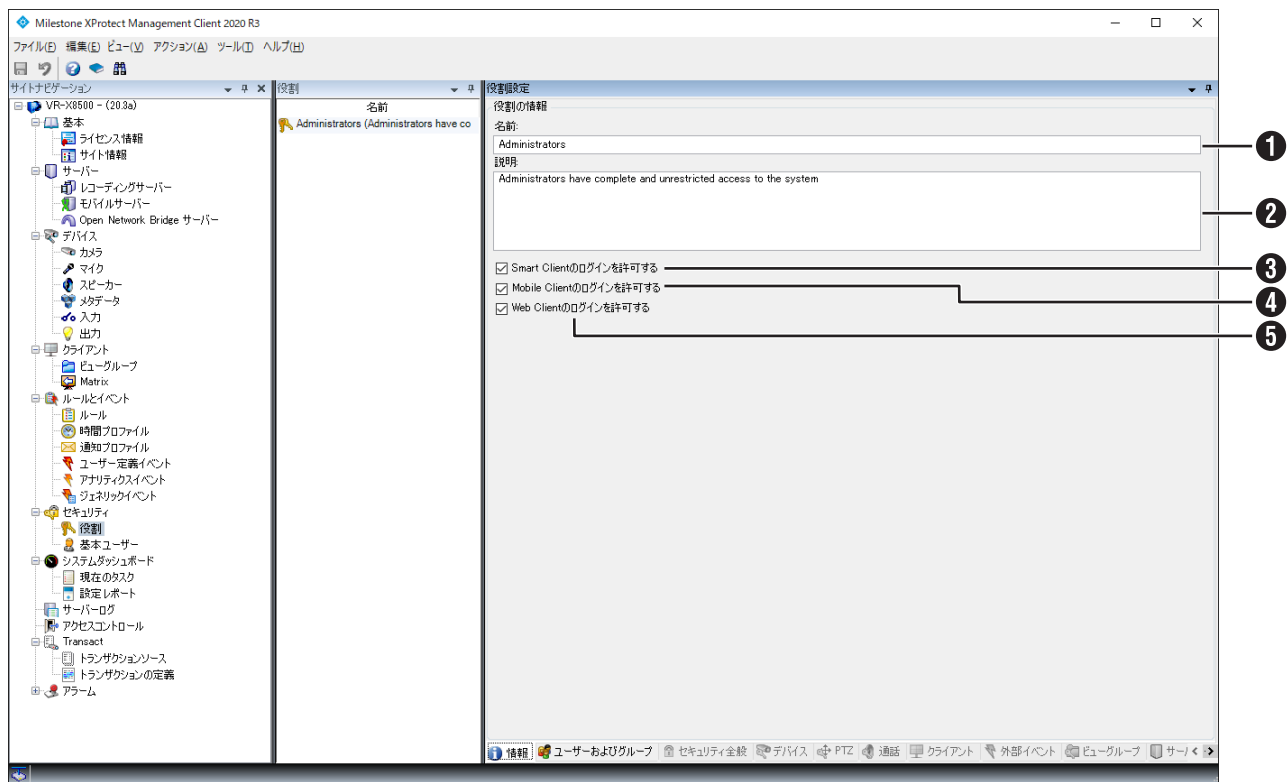 Milestone XProtect Management Client 2020 R3
ファイル(F) 編集(E) ビュー(V) アクション(A) ツール(T) ヘルプ(H)
サイトナビゲーション
VR-X8500 - (20.3a)
基本
ライセンス情報
サイト情報
サーバー
レコーディングサーバー
モバイルサーバー
Open Network Bridge サーバー
デバイス
カメラ
マイク
スピーカー
メタデータ
入力
出力
クライアント
ビューグループ
Matrix
ルールとイベント
ルール
時間プロファイル
通知プロファイル
ユーザー定義イベント
アナリティクスイベント
ジェネリックイベント
セキュリティ
役割
基本ユーザー
システムダッシュボード
現在のタスク
設定レポート
サーバーログ
アクセスコントロール
Transact
トランザクションソース
トランザクションの定義
アラーム
役割
名前
Administrators (Administrators have co
役割設定
役割の情報
名前:
Administrators
説明:
Administrators have complete and unrestricted access to the system
Smart Clientのログインを許可する
Mobile Clientのログインを許可する
Web Clientのログインを許可する
情報 ユーザーおよびグループ セキュリティ全般 デバイス PTZ 通話 クライアント 外部イベント ビューグループ サー
1
2
3
4
5